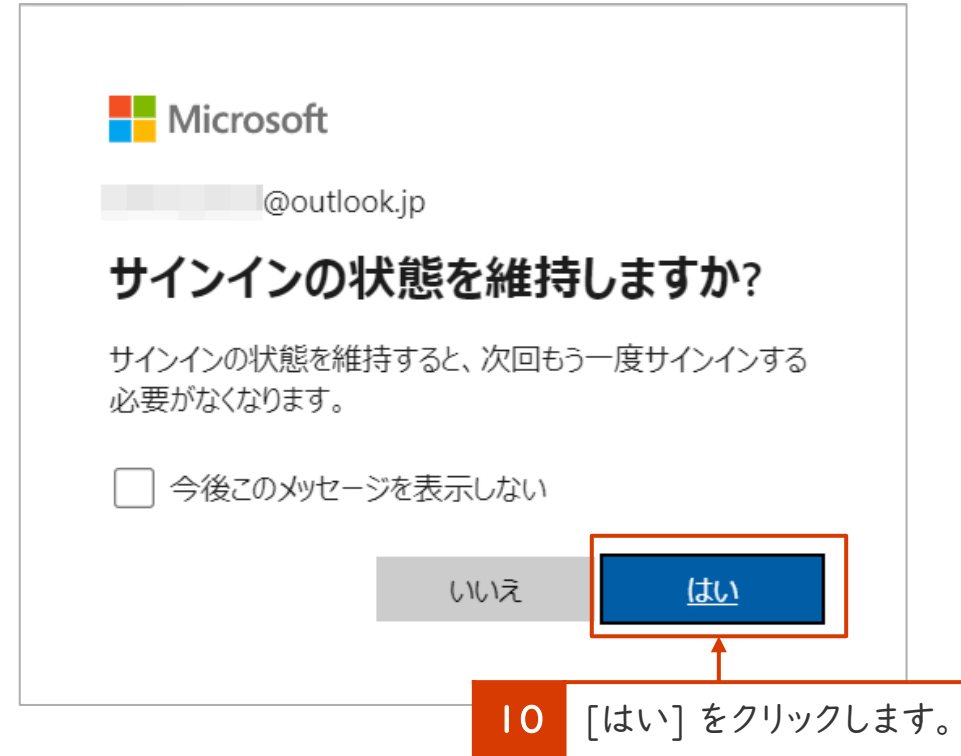 Microsoft
@outlook.jp
サインインの状態を維持しますか?
サインインの状態を維持すると、次回もう一度サインインする
必要がなくなります。
今後このメッセージを表示しない
いいえ
はい
10 [はい] をクリックします。